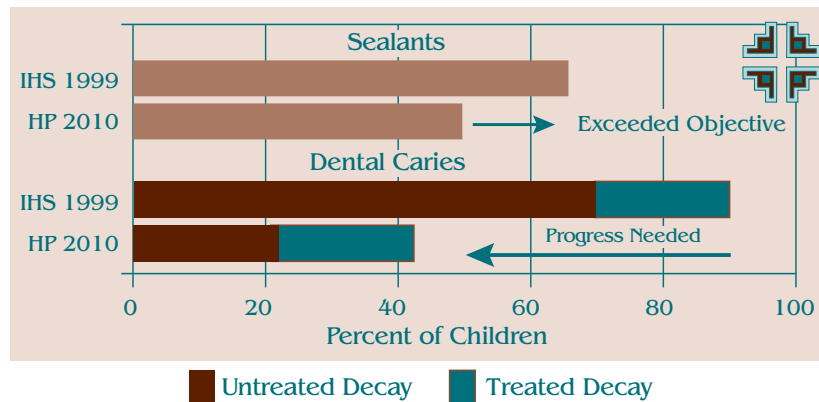 Sealants
IHS 1999
HP 2010
Exceeded Objective
Dental Caries
IHS 1999
HP 2010
Progress Needed
0 20 40 60 80 100
Percent of Children
Untreated Decay Treated Decay